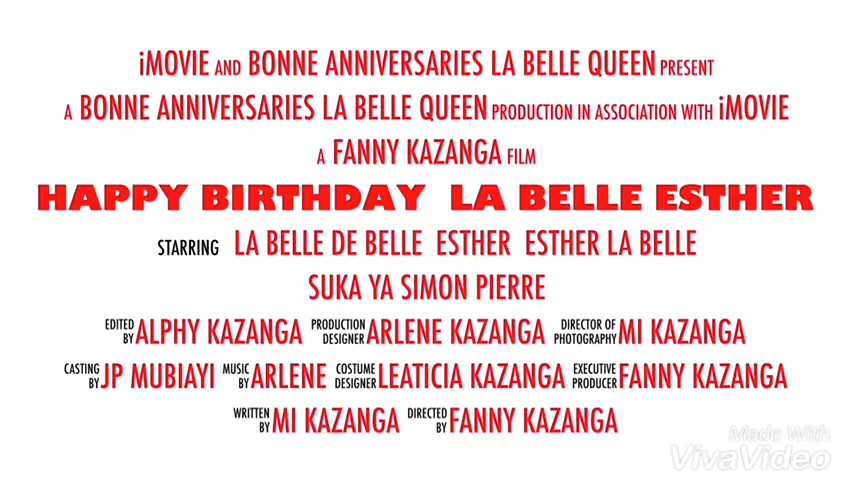 iMOVIE AND BONNE ANNIVERSARIES LA BELLE QUEEN PRESENT
A BONNE ANNIVERSARIES LA BELLE QUEEN PRODUCTION IN ASSOCIATION WITH iMOVIE
A FANNY KAZANGA FILM
HAPPY BIRTHDAY LA BELLE ESTHER
STARRING LA BELLE DE BELLE ESTHER ESTHER LA BELLE
SUKA YA SIMON PIERRE
EDITED BY ALPHY KAZANGA PRODUCTION DESIGNER ARLENE KAZANGA DIRECTOR OF PHOTOGRAPHY MI KAZANGA
CASTING BY JP MUBIAYI MUSIC BY ARLENE COSTUME DESIGNER LEATICIA KAZANGA EXECUTIVE PRODUCER FANNY KAZANGA
WRITTEN BY MI KAZANGA DIRECTED BY FANNY KAZANGA
Made With
VivaVideo